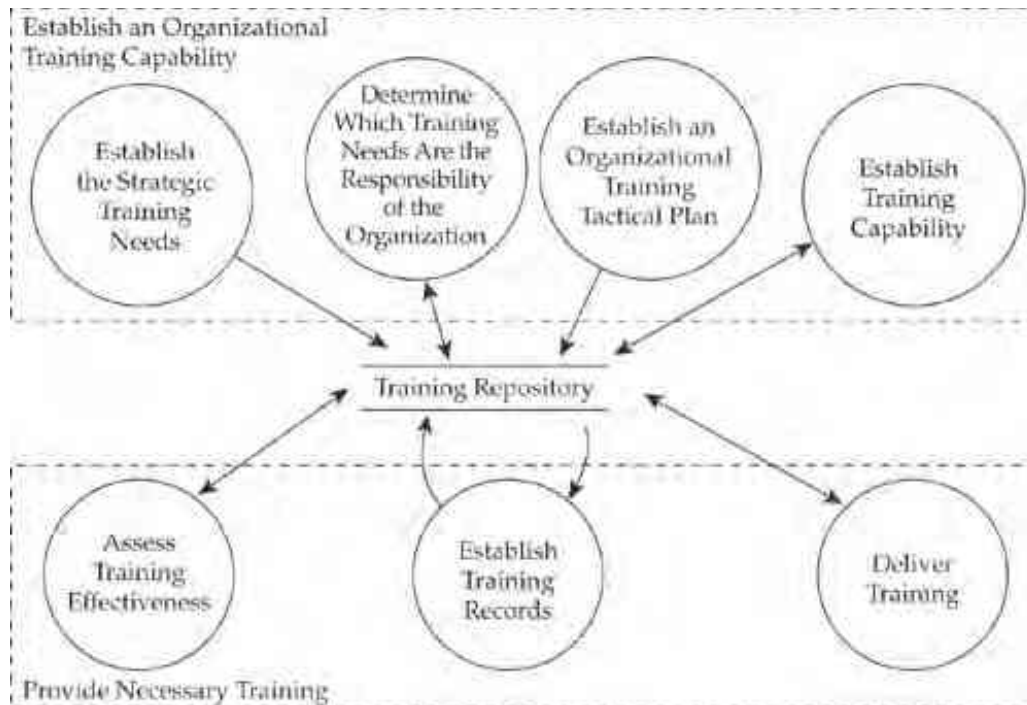 Establish an Organizational
Training Capability
Establish
the Strategic
Training
Needs
Determine
Which Training
Needs Are the
Responsibility
of the
Organization
Establish an
Organizational
Training
Tactical Plan
Establish
Training
Capability
Training Repository
Assess
Training
Effectiveness
Establish
Training
Records
Deliver
Training
Provide Necessary Training